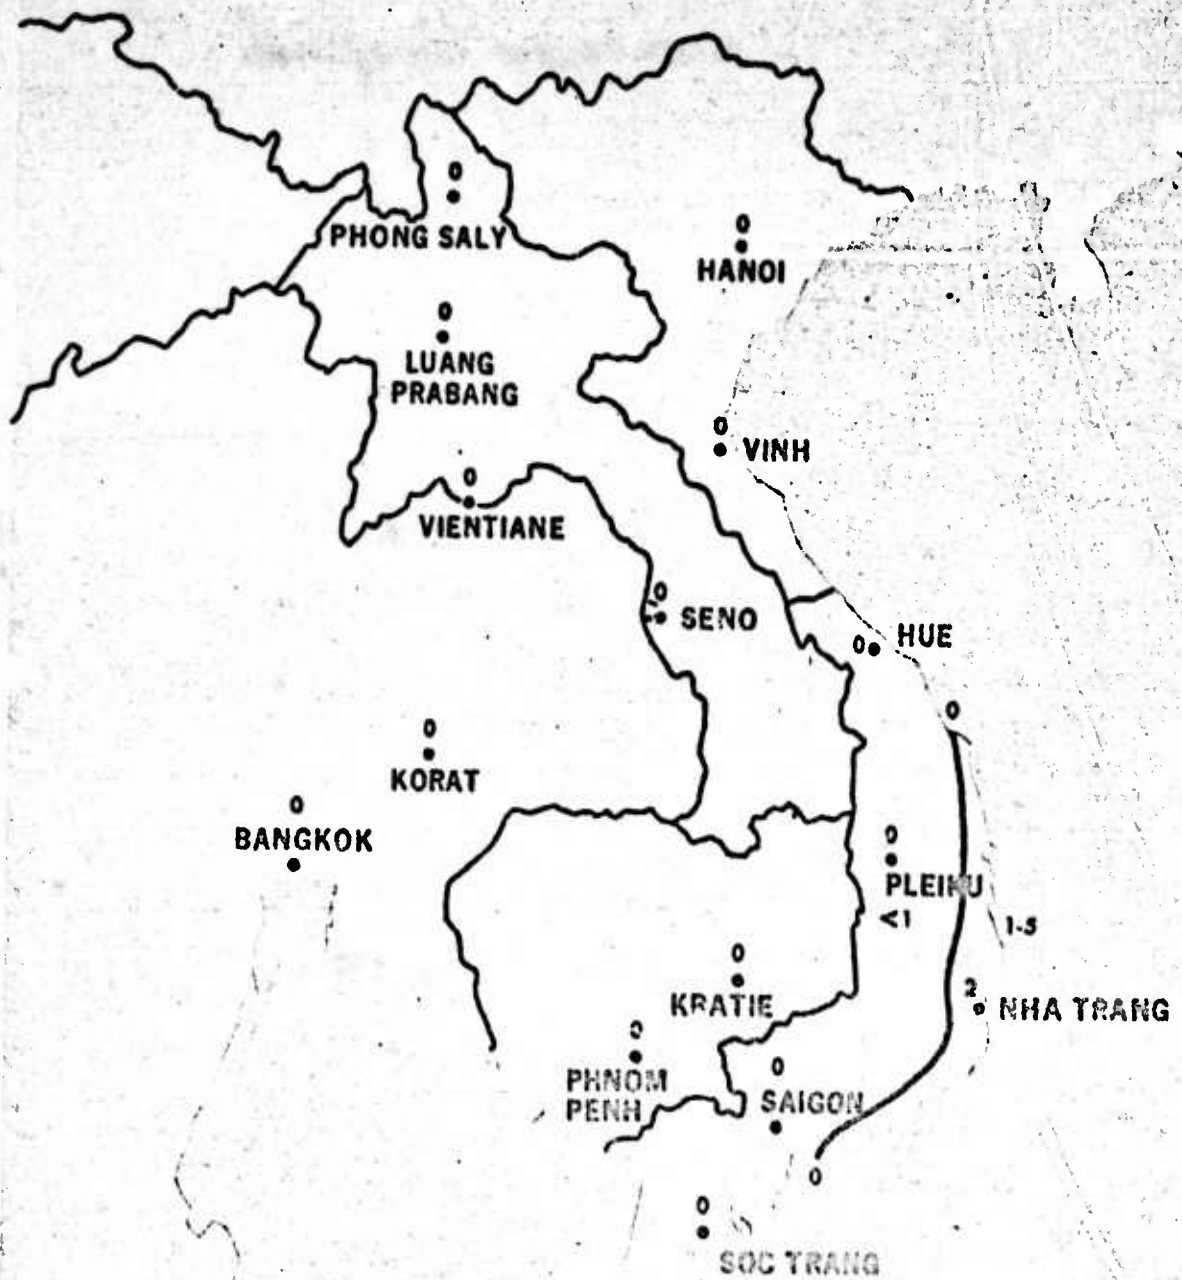 0
PHONG SALY
0
HANOI
0
LUANG
PRABANG
0
VINH
0
VIENTIANE
0
SENO
0
HUE
0
0
KORAT
0
BANGKOK
0
PLEIKU
<1
1-5
0
KRATIE
2
NHA TRANG
0
PHNOM
PENH
0
SAIGON
0
0
SOC TRANG